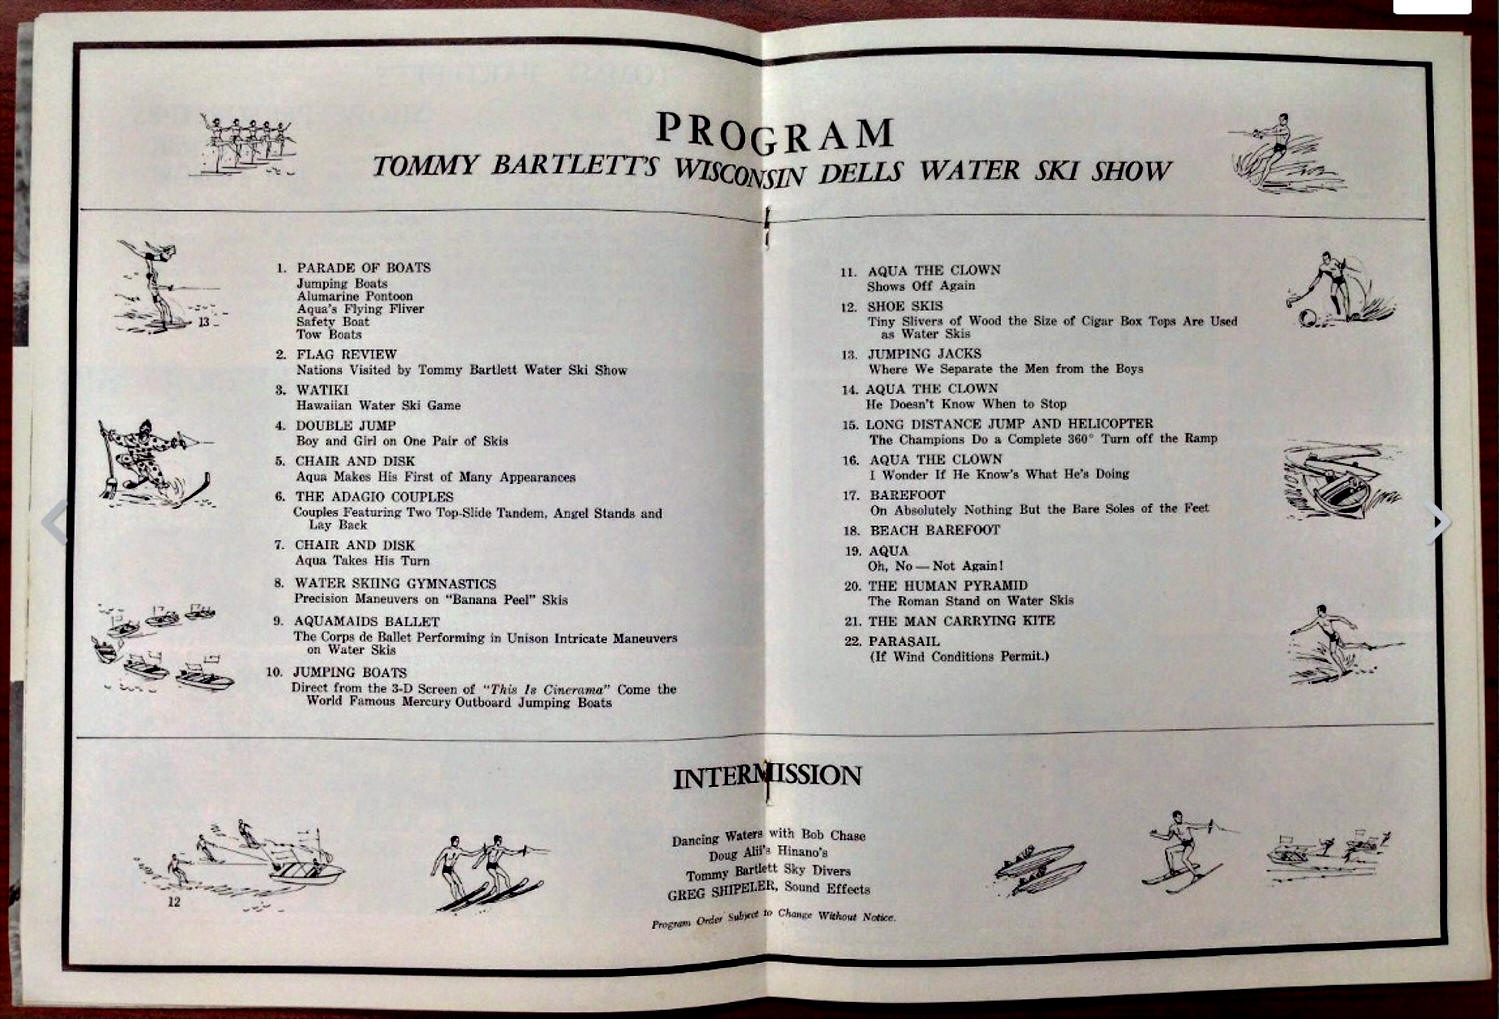 PROGRAM
TOMMY BARTLETT'S WISCONSIN DELLS WATER SKI SHOW
1. PARADE OF BOATS
Jumping Boats
Alumarine Pontoon
Aqua's Flying Fliver
Safety Boat
Tow Boats
2. FLAG REVIEW
Nations Visited by Tommy Bartlett Water Ski Show
3. WATIKI
Hawaiian Water Ski Game
4. DOUBLE JUMP
Boy and Girl on One Pair of Skis
5. CHAIR AND DISK
Aqua Makes His First of Many Appearances
6. THE ADAGIO COUPLES
Couples Featuring Two Top-Slide Tandem, Angel Stands and
Lay Back
7. CHAIR AND DISK
Aqua Takes His Turn
8. WATER SKIING GYMNASTICS
Precision Maneuvers on "Banana Peel" Skis
9. AQUAMAIDS BALLET
The Corps de Ballet Performing in Unison Intricate Maneuvers
on Water Skis
10. JUMPING BOATS
Direct from the 3-D Screen of "This Is Cinerama" Come the
World Famous Mercury Outboard Jumping Boats
13
12
11. AQUA THE CLOWN
Shows Off Again
12. SHOE SKIS
Tiny Slivers of Wood the Size of Cigar Box Tops Are Used
as Water Skis
13. JUMPING JACKS
Where We Separate the Men from the Boys
14. AQUA THE CLOWN
He Doesn't Know When to Stop
15. LONG DISTANCE JUMP AND HELICOPTER
The Champions Do a Complete 360° Turn off the Ramp
16. AQUA THE CLOWN
I Wonder If He Know's What He's Doing
17. BAREFOOT
On Absolutely Nothing But the Bare Soles of the Feet
18. BEACH BAREFOOT
19. AQUA
Oh, No — Not Again!
20. THE HUMAN PYRAMID
The Roman Stand on Water Skis
21. THE MAN CARRYING KITE
22. PARASAIL
(If Wind Conditions Permit.)
INTERMISSION
Dancing Waters with Bob Chase
Doug Alii's Hinano's
Tommy Bartlett Sky Divers
GREG SHIPELER, Sound Effects
Program Order Subject to Change Without Notice.